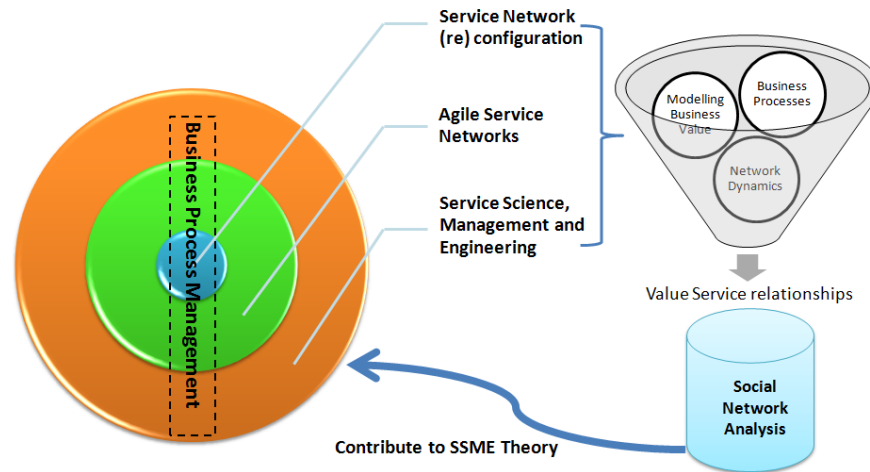 Service Network
(re) configuration
Agile Service
Networks
Service Science,
Management and
Engineering
Business Process Management
Modelling
Business
Value
Business
Processes
Network
Dynamics
Value Service relationships
Social
Network
Analysis
Contribute to SSME Theory